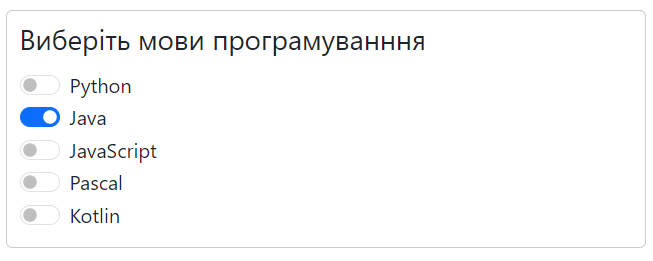 Виберіть мови програмуванння
Python
Java
JavaScript
Pascal
Kotlin